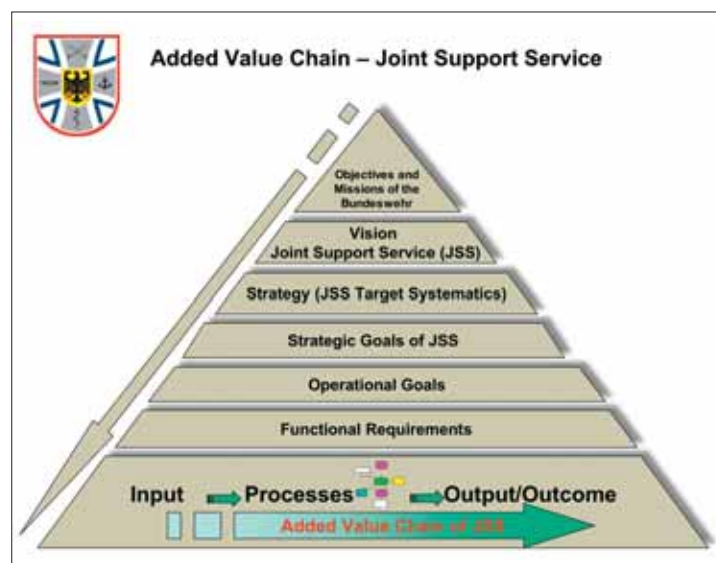 Added Value Chain – Joint Support Service
Objectives and
Missions of the
Bundeswehr
Vision
Joint Support Service (JSS)
Strategy (JSS Target Systematics)
Strategic Goals of JSS
Operational Goals
Functional Requirements
Input Processes Output/Outcome
Added Value Chain of JSS